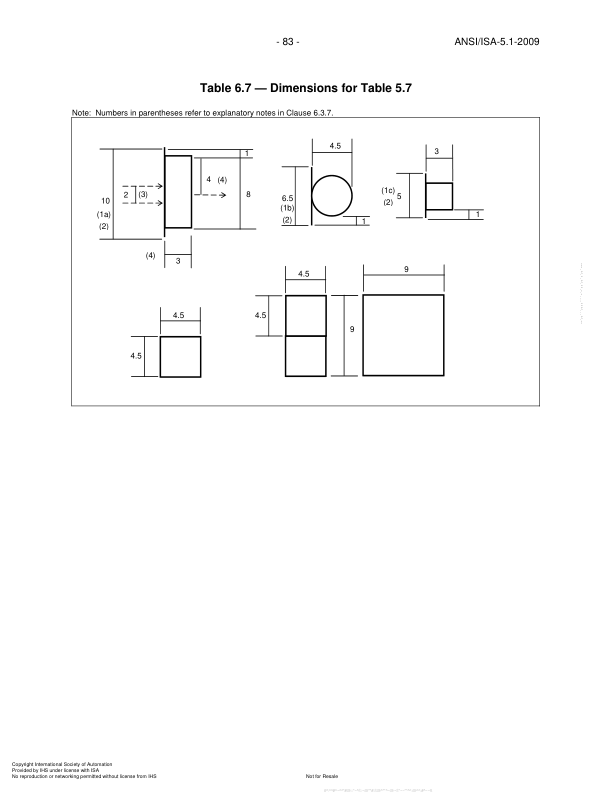 - 83 -
ANSI/ISA-5.1-2009
Table 6.7 — Dimensions for Table 5.7
Note: Numbers in parentheses refer to explanatory notes in Clause 6.3.7.
1
4.5
3
10
2
(3)
4 (4)
8
(1a)
(2)
6.5
(1b)
(2)
1
(1c)
5
(2)
1
(4)
3
4.5
9
4.5
4.5
9
4.5
Copyright International Society of Automation
Provided by IHS under license with ISA
No reproduction or networking permitted without license from IHS
Not for Resale